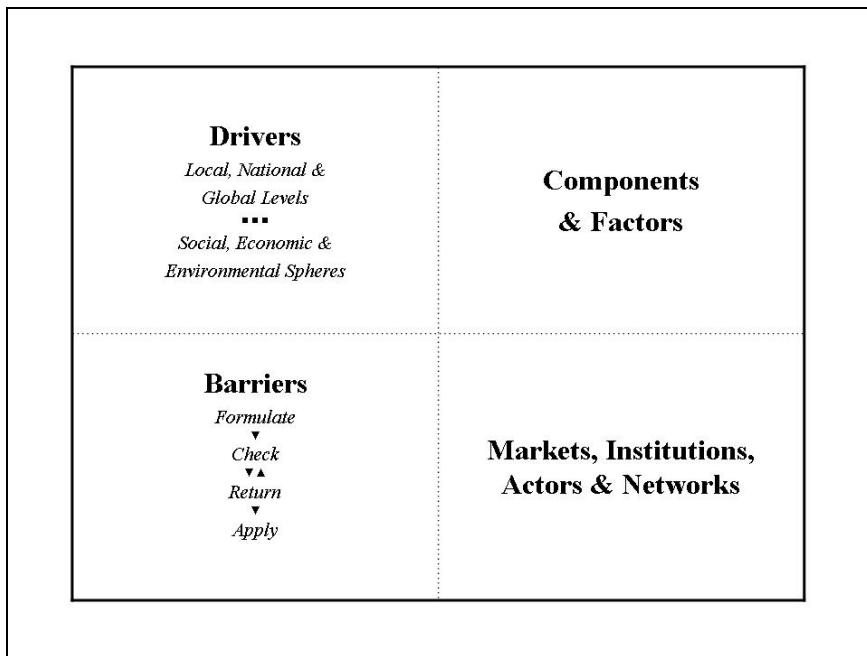 Drivers
Local, National &
Global Levels
▪▪▪
Social, Economic &
Environmental Spheres
Components
& Factors
Barriers
Formulate
▼
Check
▼▲
Return
▼
Apply
Markets, Institutions,
Actors & Networks